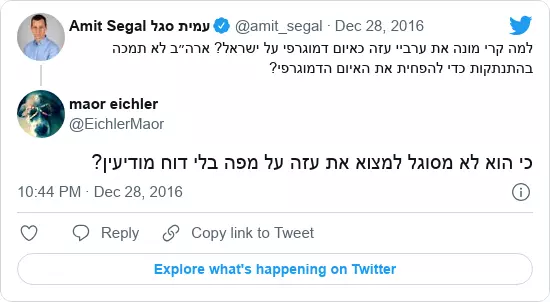 Amit Segal עמית סגל @amit_segal · Dec 28, 2016
למה קרי מונה את ערביי עזה כאיום דמוגרפי על ישראל? ארה״ב לא תמכה
בהתנתקות כדי להפחית את האיום הדמוגרפי?
maor eichler
@EichlerMaor
כי הוא לא מסוגל למצוא את עזה על מפה בלי דוח מודיעין?
10:44 PM · Dec 28, 2016
Reply
Copy link to Tweet
Explore what's happening on Twitter